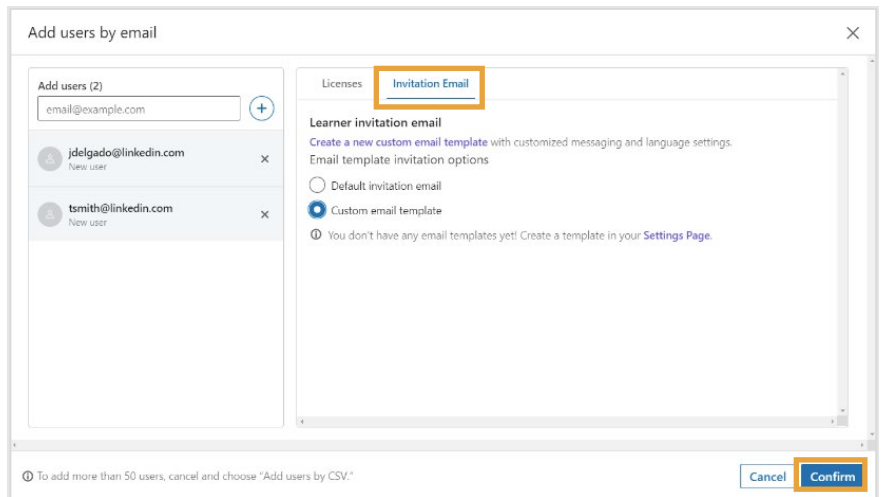 Add users by email
Add users (2)
email@example.com
jdelgado@linkedin.com
New user
tsmith@linkedin.com
New user
Licenses
Invitation Email
Learner invitation email
Create a new custom email template with customized messaging and language settings.
Email template invitation options
Default invitation email
Custom email template
You don't have any email templates yet! Create a template in your Settings Page.
To add more than 50 users, cancel and choose "Add users by CSV."
Cancel
Confirm